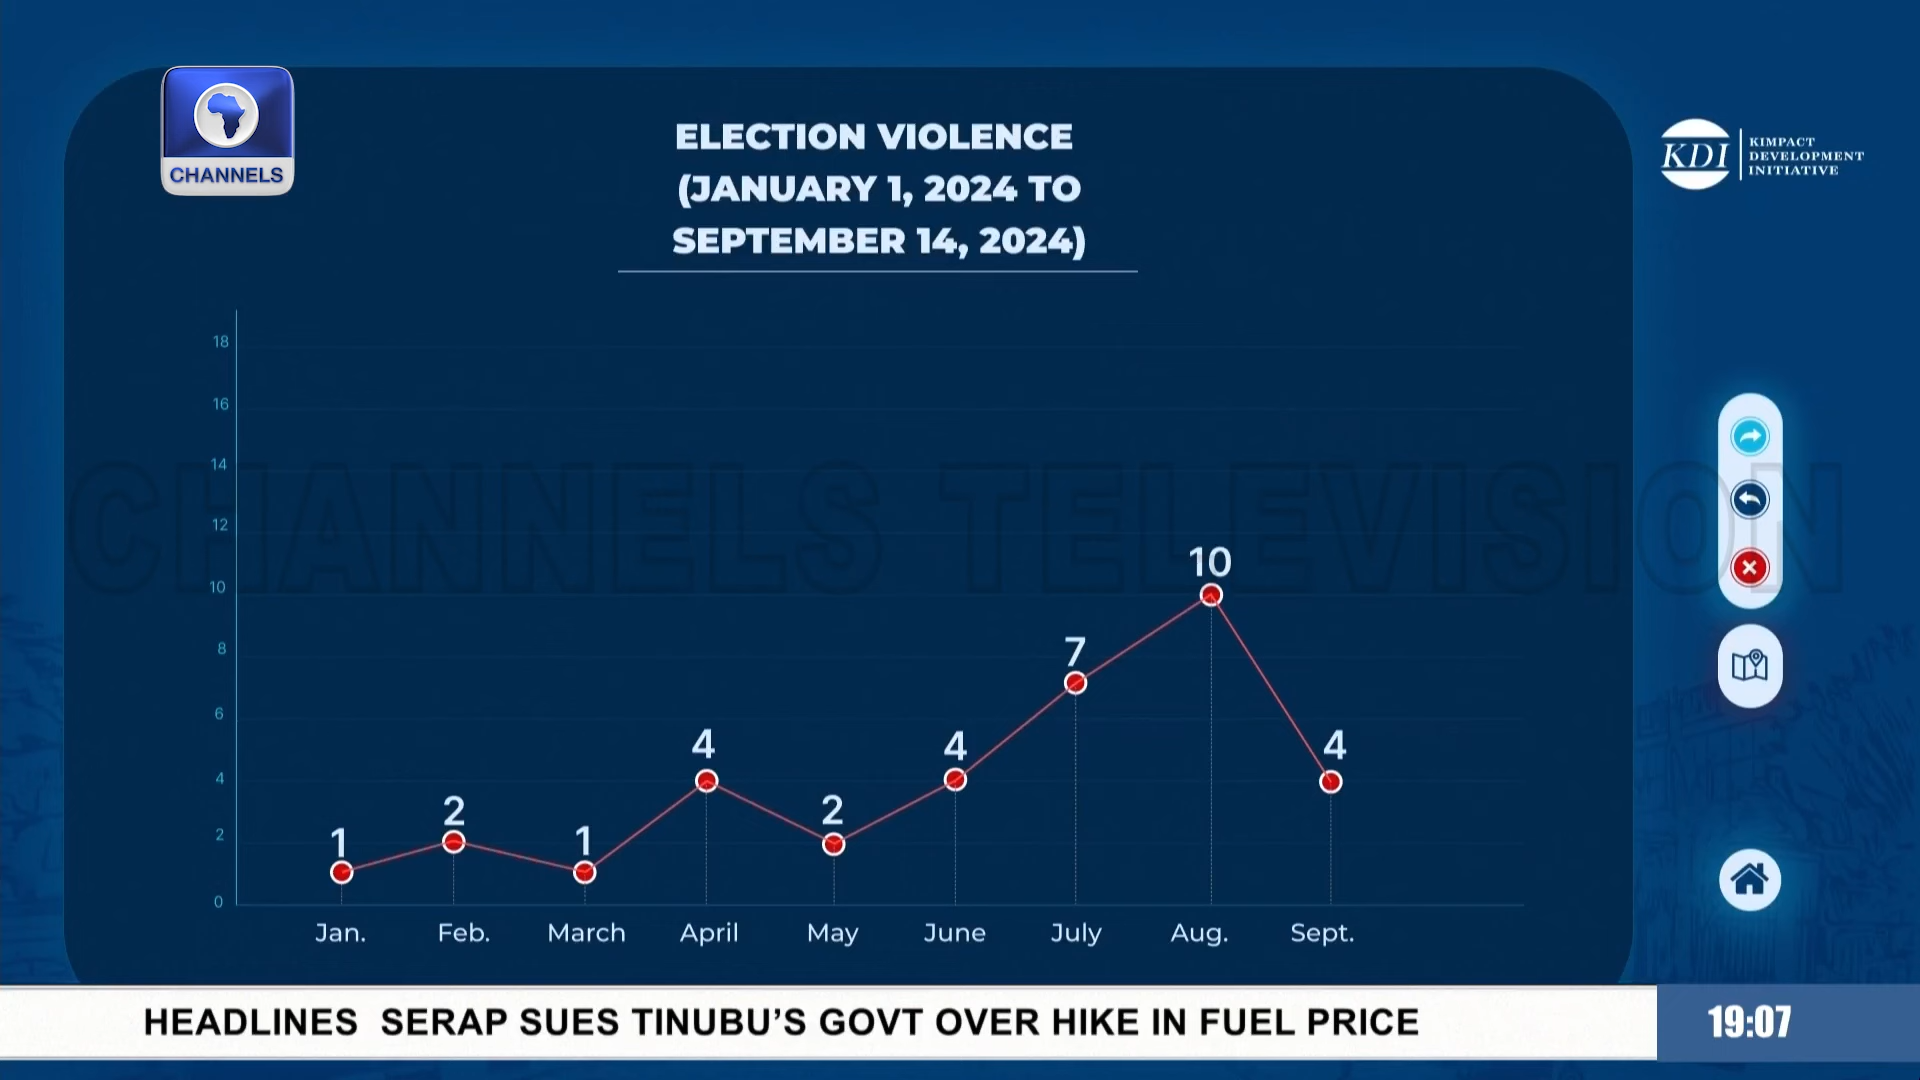 CHANNELS
ELECTION VIOLENCE
(JANUARY 1, 2024 TO
SEPTEMBER 14, 2024)
KDI
KIMPACT
DEVELOPMENT
INITIATIVE
18
16
14
12
10
8
6
4
2
0
1
2
1
4
2
4
7
10
4
Jan. Feb. March April May June July Aug. Sept.
CHANNELS TELEVISION
HEADLINES SERAP SUES TINUBU’S GOVT OVER HIKE IN FUEL PRICE
19:07